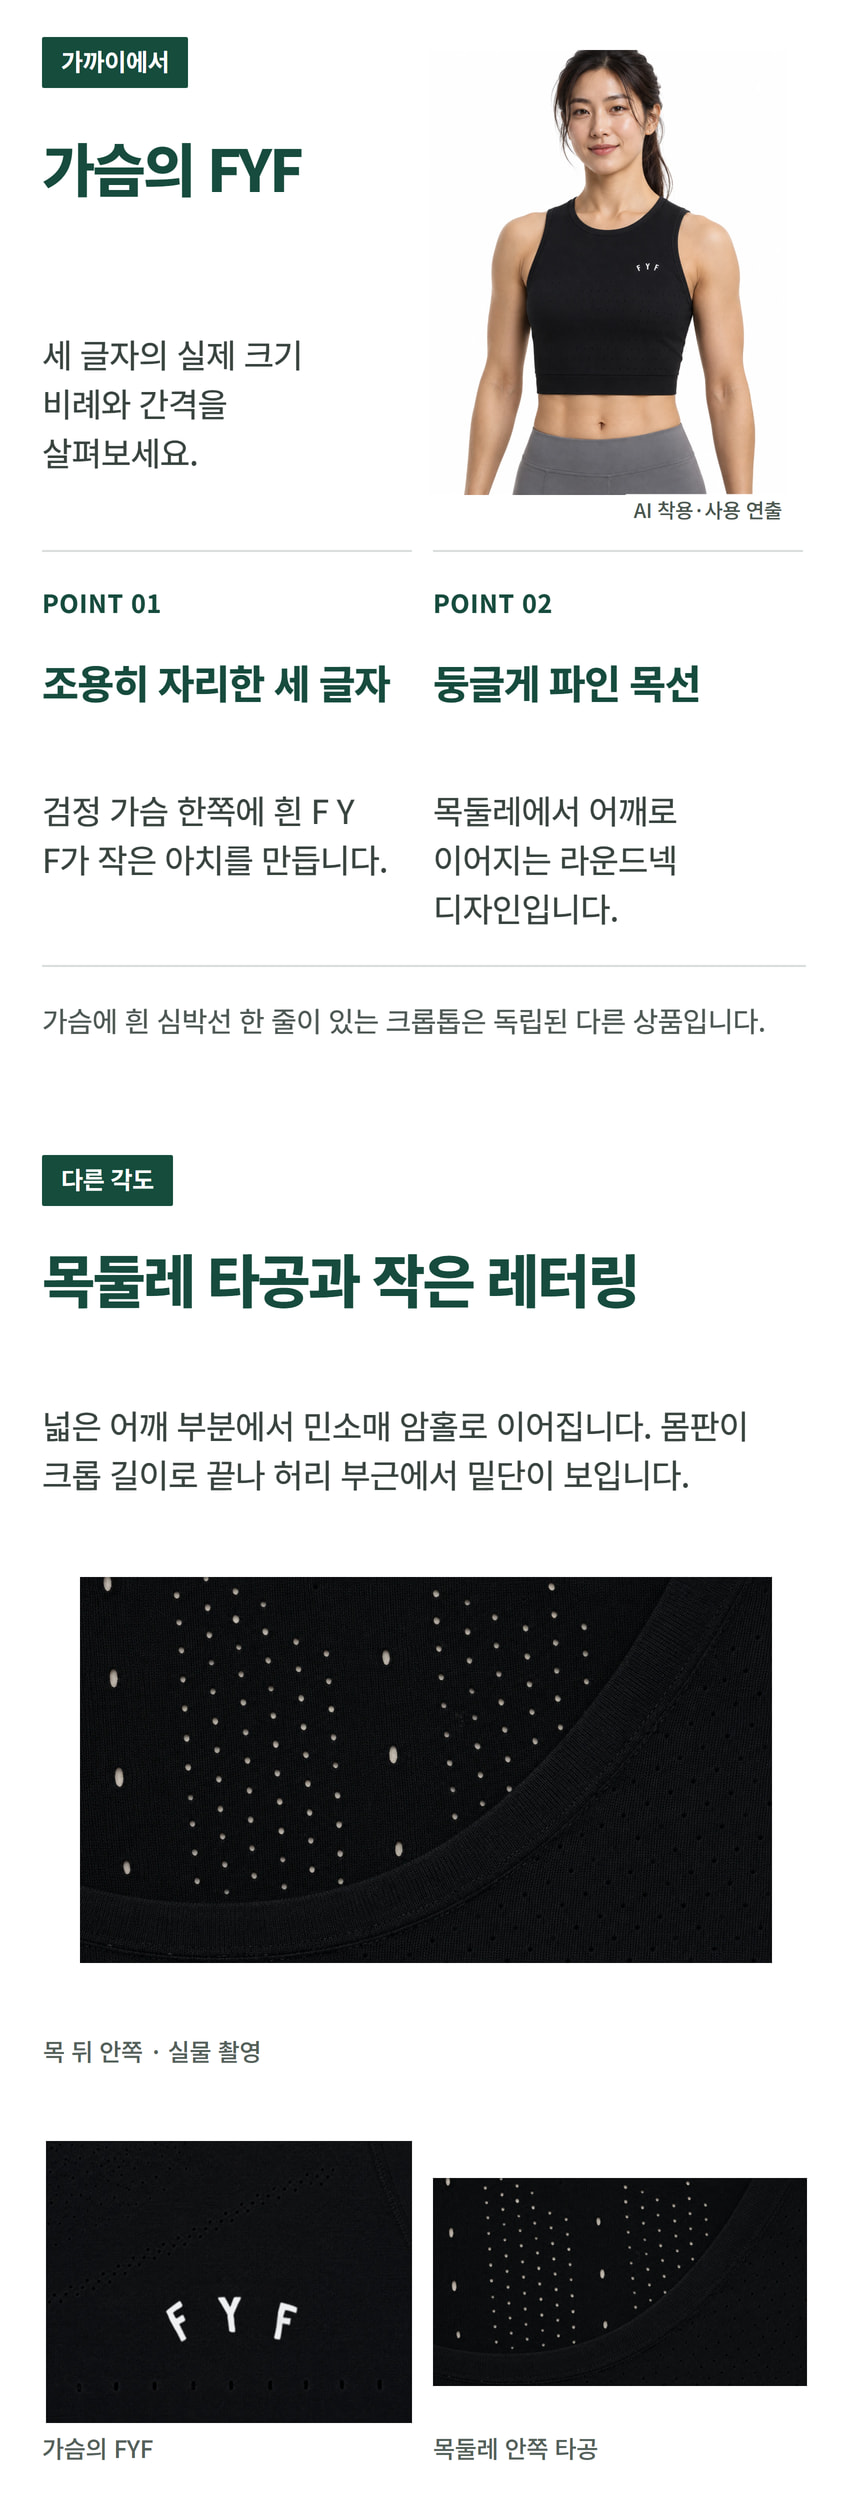 가까이에서
가슴의 FYF
세 글자의 실제 크기
비례와 간격을
살펴보세요.
F Y F
AI 착용·사용 연출
POINT 01
조용히 자리한 세 글자
검정 가슴 한쪽에 흰 F Y
F가 작은 아치를 만듭니다.
POINT 02
둥글게 파인 목선
목둘레에서 어깨로
이어지는 라운드넥
디자인입니다.
가슴에 흰 심박선 한 줄이 있는 크롭톱은 독립된 다른 상품입니다.
다른 각도
목둘레 타공과 작은 레터링
넓은 어깨 부분에서 민소매 암홀로 이어집니다. 몸판이
크롭 길이로 끝나 허리 부근에서 밑단이 보입니다.
목 뒤 안쪽 · 실물 촬영
F Y F
가슴의 FYF
목둘레 안쪽 타공